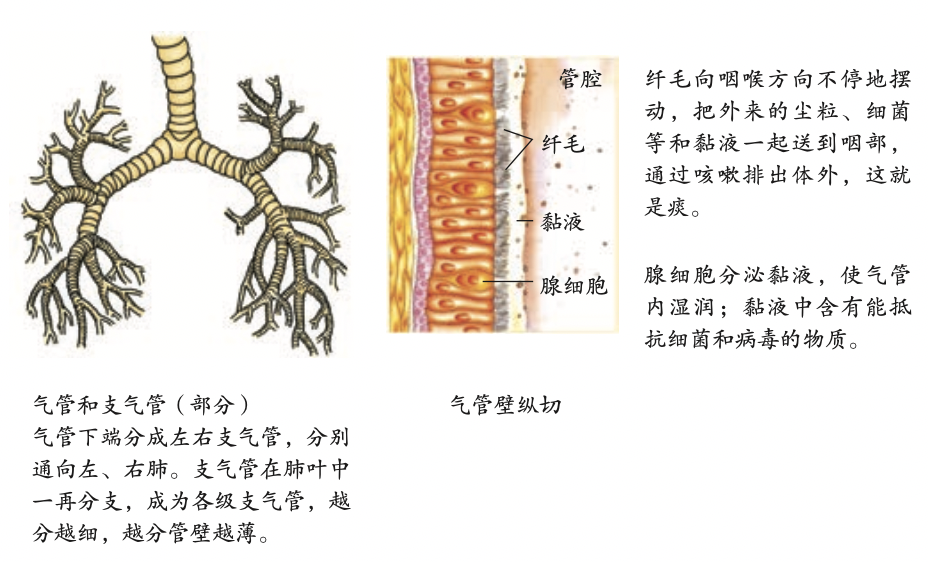 管腔
纤毛
黏液
腺细胞
纤毛向咽喉方向不停地摆
动，把外来的尘粒、细菌
等和黏液一起送到咽部，
通过咳嗽排出体外，这就
是痰。
腺细胞分泌黏液，使气管
内湿润；黏液中含有能抵
抗细菌和病毒的物质。
气管和支气管（部分）
气管下端分成左右支气管，分别
通向左、右肺。支气管在肺叶中
一再分支，成为各级支气管，越
分越细，越分管壁越薄。
气管壁纵切